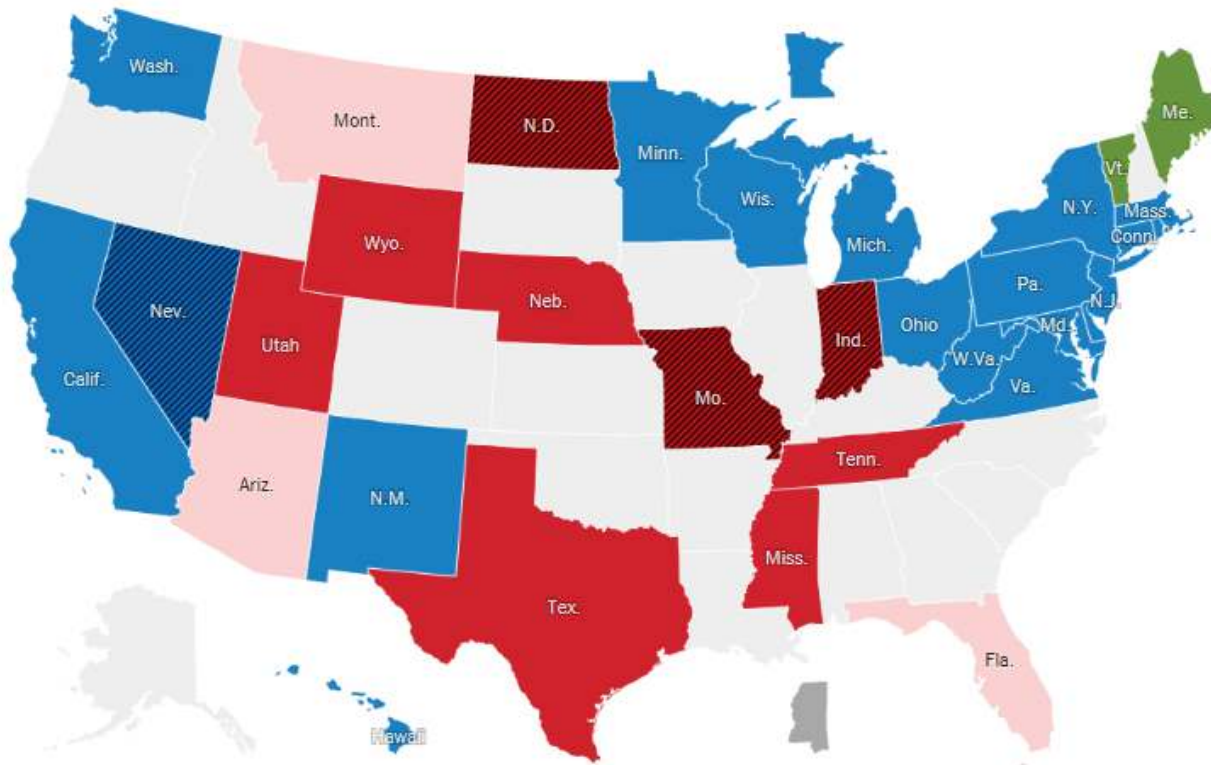 Wash.
Mont.
N.D.
Minn.
Me.
Vt.
Wis.
N.Y.
Mass.
Conn.
Mich.
Wyo.
Pa.
N.J.
Neb.
Nev.
Ohio
Md.
Utah
Ind.
W.Va.
Calif.
Va.
Mo.
Tenn.
Ariz.
N.M.
Miss.
Tex.
Fla.
Hawaii